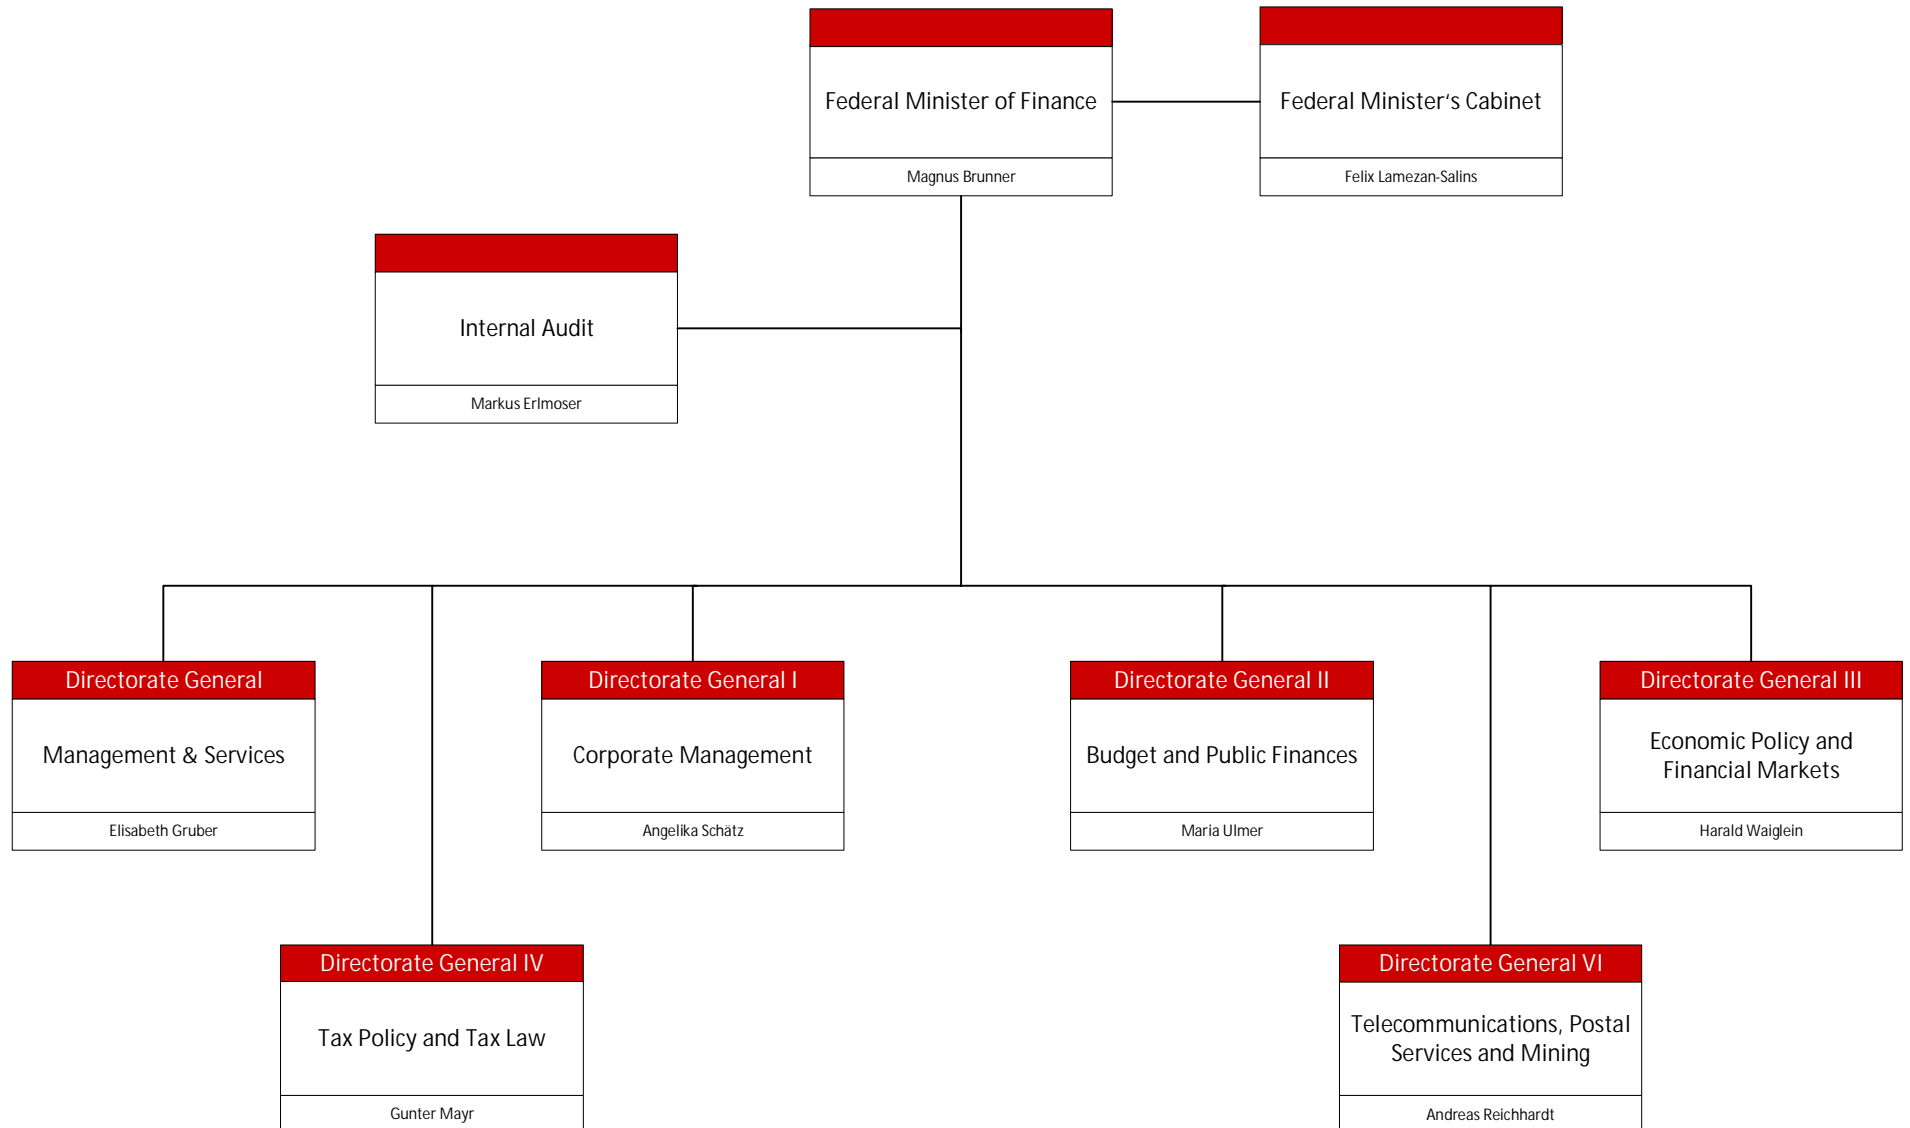 Federal Minister of Finance
Magnus Brunner
Federal Minister‘s Cabinet
Felix Lamezan-Salins
Internal Audit
Markus Erlmoser
Directorate General
Management & Services
Elisabeth Gruber
Directorate General I
Corporate Management
Angelika Schätz
Directorate General II
Budget and Public Finances
Maria Ulmer
Directorate General III
Economic Policy and
Financial Markets
Harald Waiglein
Directorate General IV
Tax Policy and Tax Law
Gunter Mayr
Directorate General VI
Telecommunications, Postal
Services and Mining
Andreas Reichhardt